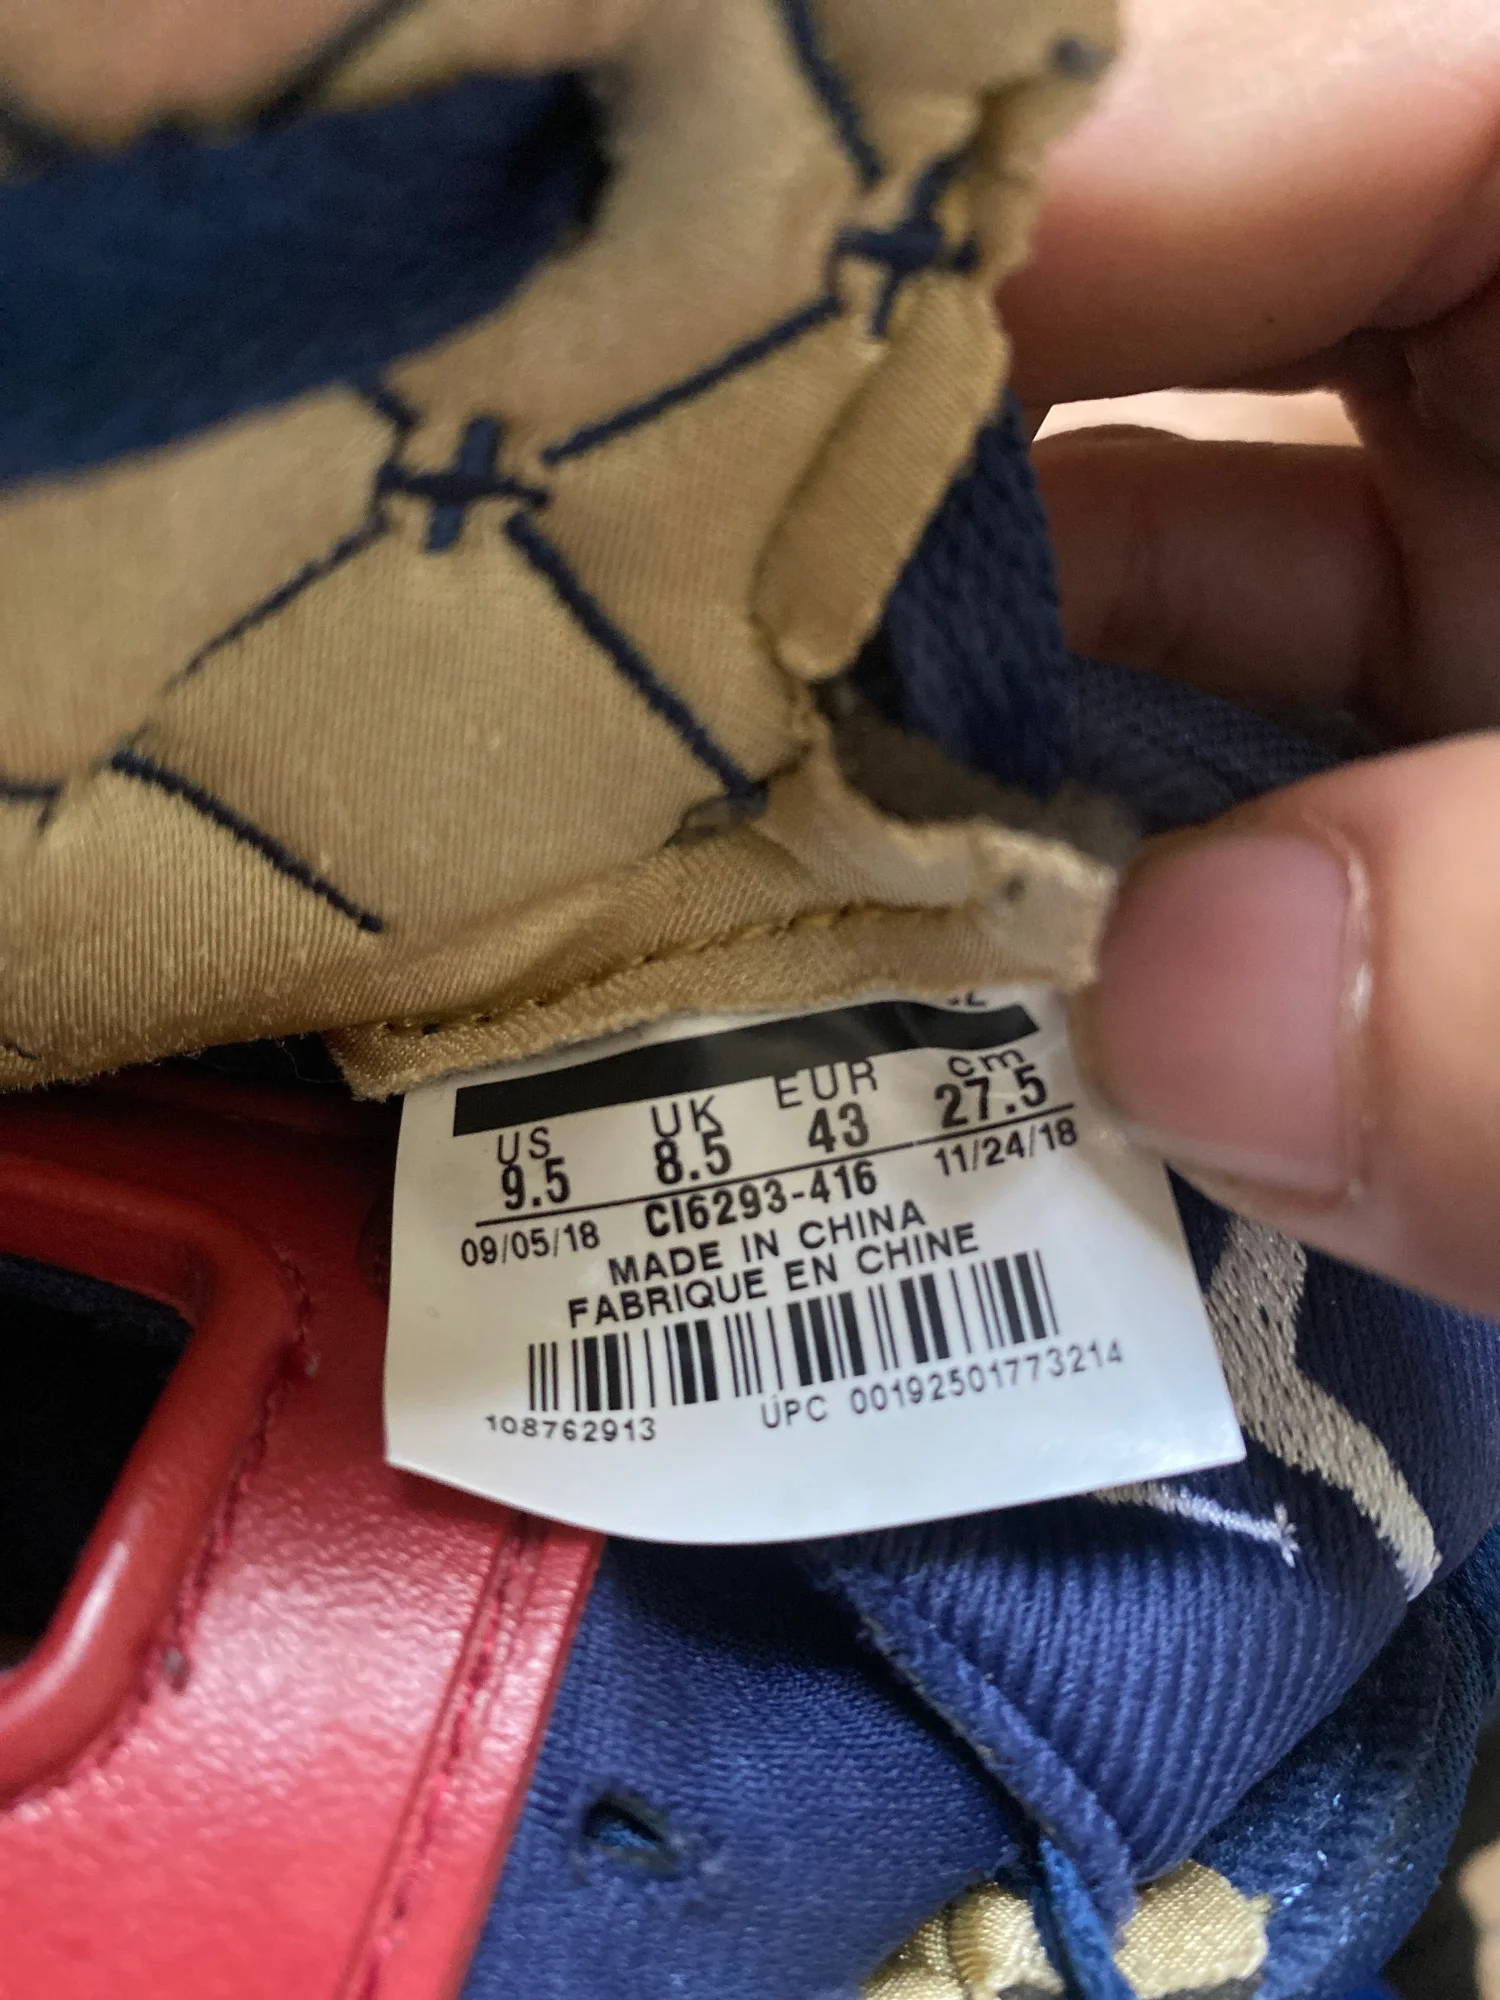 US UK EUR cm
9.5 8.5 43 27.5
09/05/18 CI6293-416 11/24/18
MADE IN CHINA
FABRIQUE EN CHINE
108762913 UPC 00192501773214